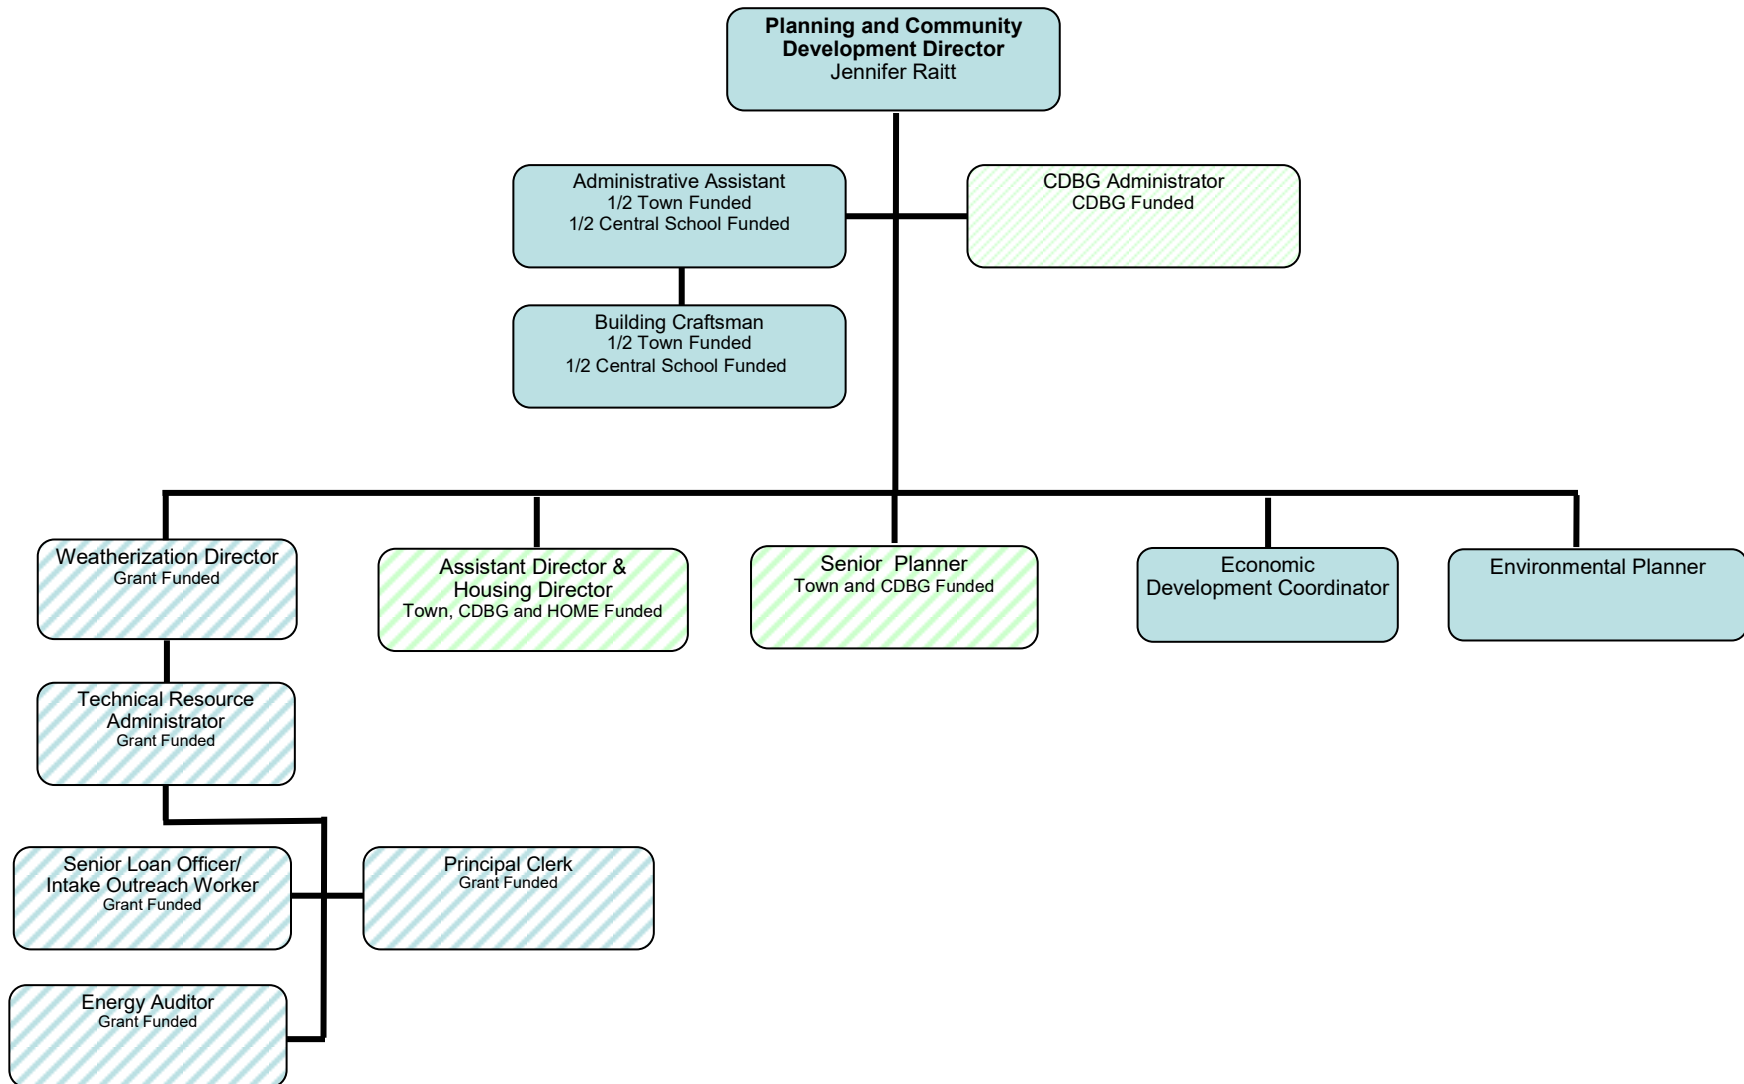 Planning and Community
Development Director
Jennifer Raitt
Administrative Assistant
1/2 Town Funded
1/2 Central School Funded
CDBG Administrator
CDBG Funded
Building Craftsman
1/2 Town Funded
1/2 Central School Funded
Weatherization Director
Grant Funded
Assistant Director &
Housing Director
Town, CDBG and HOME Funded
Senior Planner
Town and CDBG Funded
Economic
Development Coordinator
Environmental Planner
Technical Resource
Administrator
Grant Funded
Senior Loan Officer/
Intake Outreach Worker
Grant Funded
Principal Clerk
Grant Funded
Energy Auditor
Grant Funded